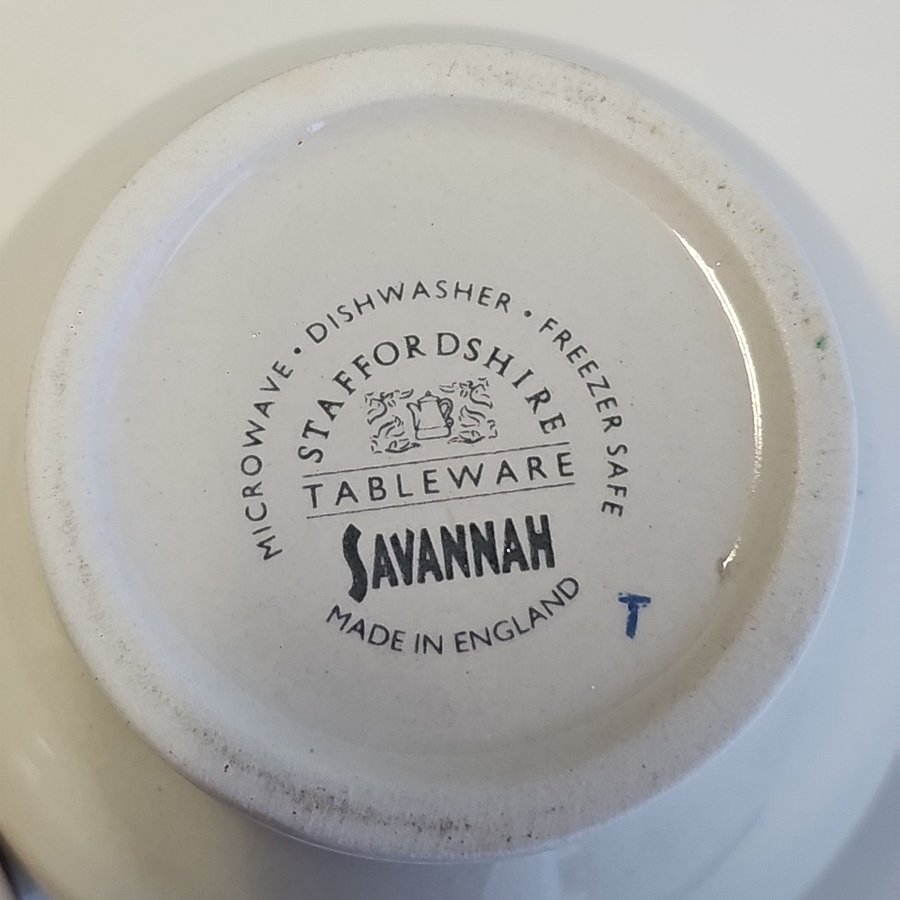 MICROWAVE • DISHWASHER • FREEZER SAFE
STAFFORDSHIRE
TABLEWARE
SAVANNAH
MADE IN ENGLAND
T